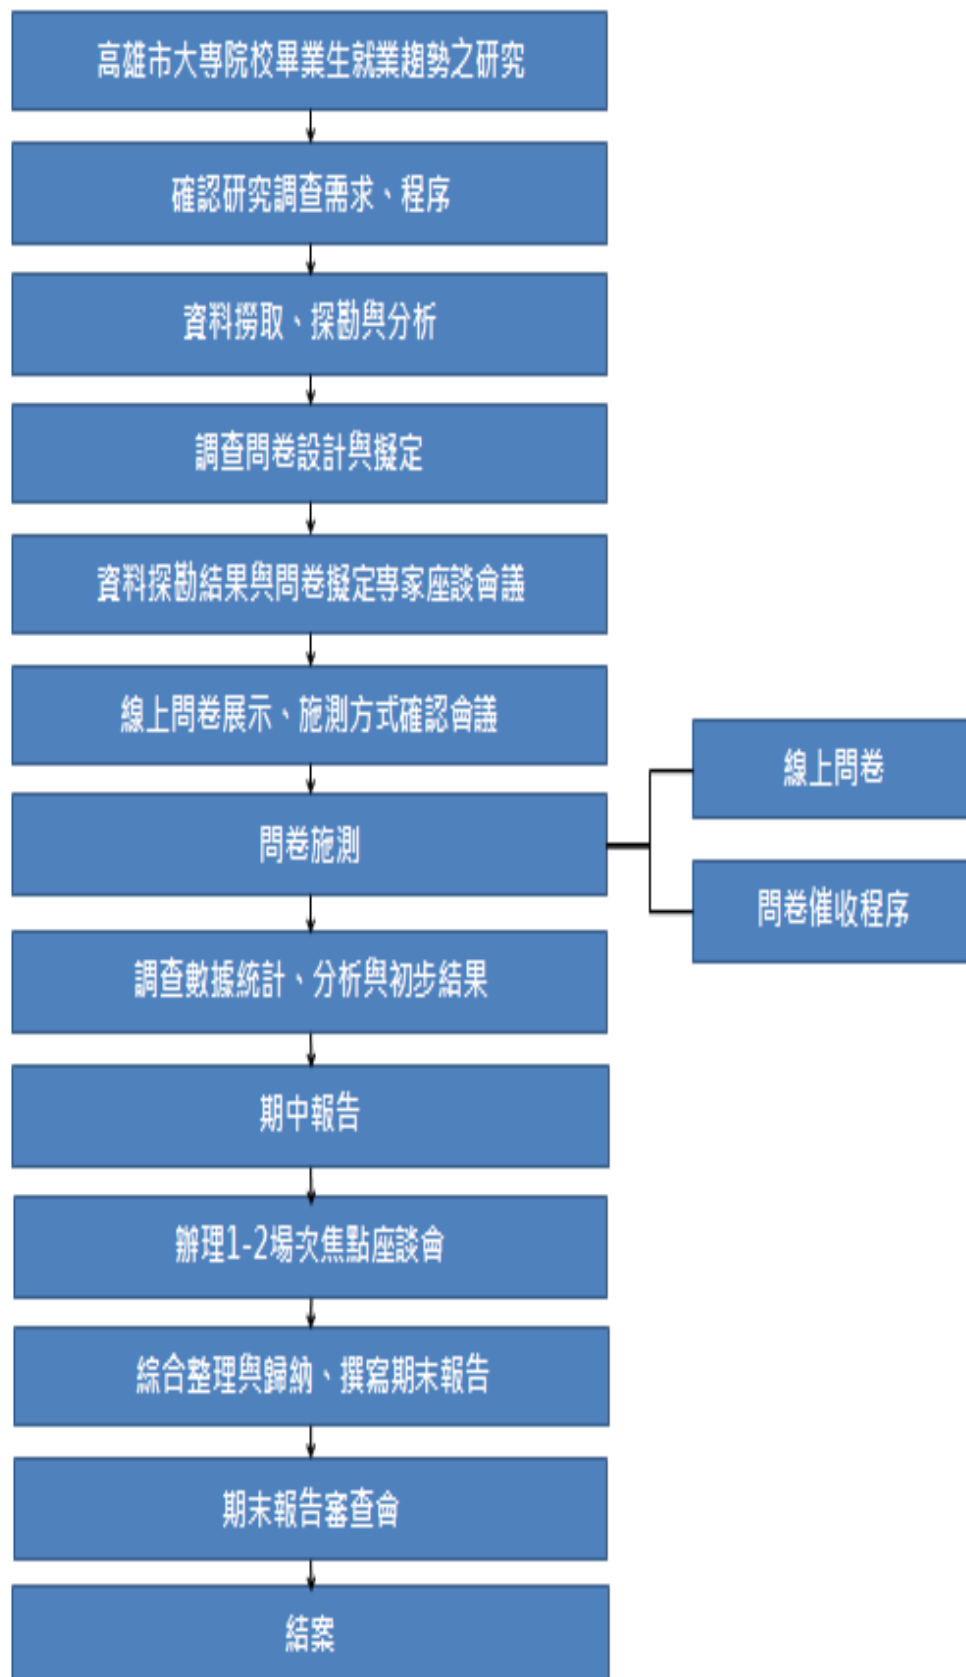 高雄市大專院校畢業生就業趨勢之研究
確認研究調查需求、程序
資料撈取、探勘與分析
調查問卷設計與擬定
資料探勘結果與問卷擬定專家座談會議
線上問卷展示、施測方式確認會議
問卷施測
線上問卷
問卷催收程序
調查數據統計、分析與初步結果
期中報告
辦理1-2場次焦點座談會
綜合整理與歸納、撰寫期末報告
期末報告審查會
結案